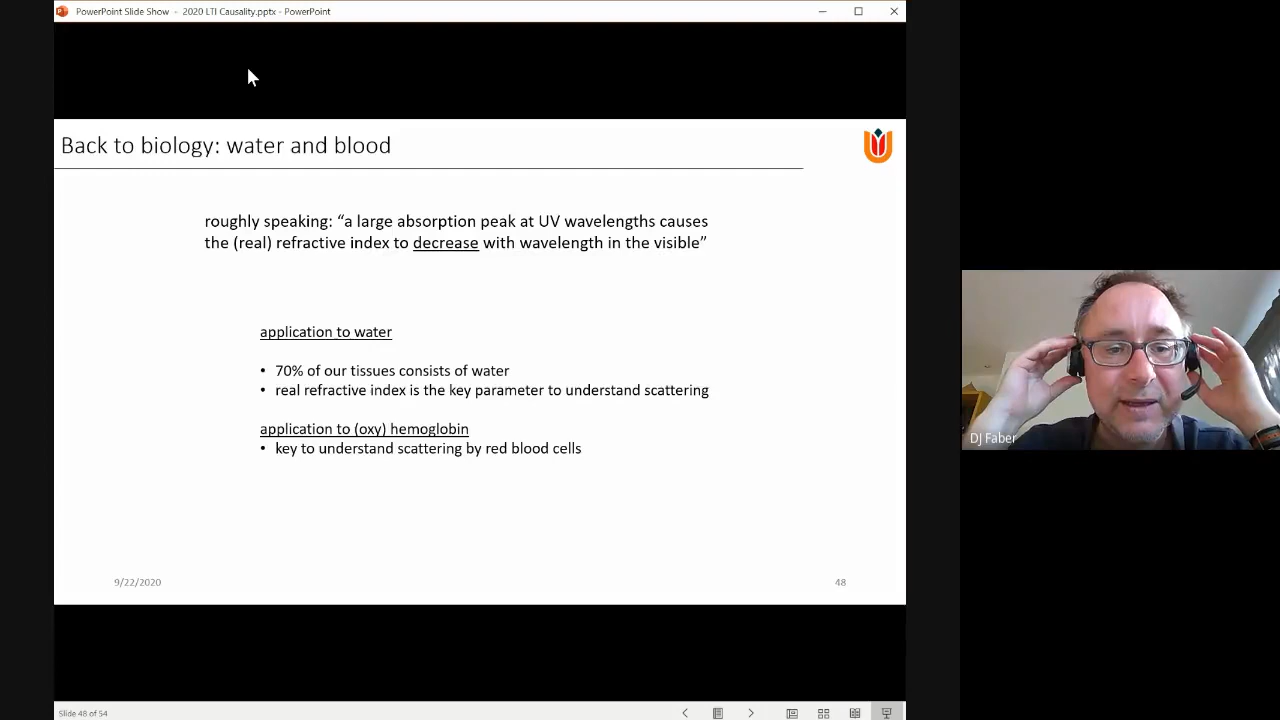 PowerPoint Slide Show - 2020 LTI Causality.pptx - PowerPoint
Back to biology: water and blood
roughly speaking: “a large absorption peak at UV wavelengths causes
the (real) refractive index to decrease with wavelength in the visible”
application to water
• 70% of our tissues consists of water
• real refractive index is the key parameter to understand scattering
application to (oxy) hemoglobin
• key to understand scattering by red blood cells
9/22/2020
48
DJ Faber
Slide 48 of 54